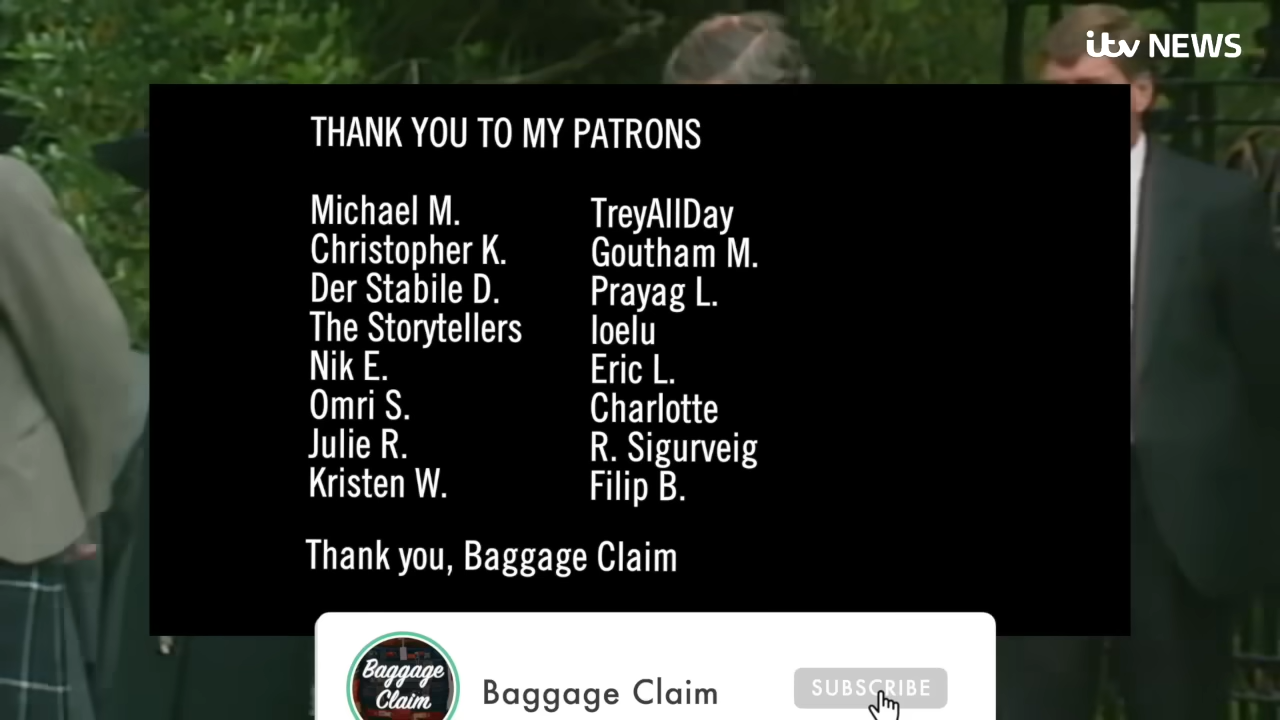 itv NEWS
THANK YOU TO MY PATRONS
Michael M.
Christopher K.
Der Stabile D.
The Storytellers
Nik E.
Omri S.
Julie R.
Kristen W.
TreyAllDay
Goutham M.
Prayag L.
Ioelu
Eric L.
Charlotte
R. Sigurveig
Filip B.
Thank you, Baggage Claim
Baggage
Claim
Baggage Claim
SUBSCRIBE